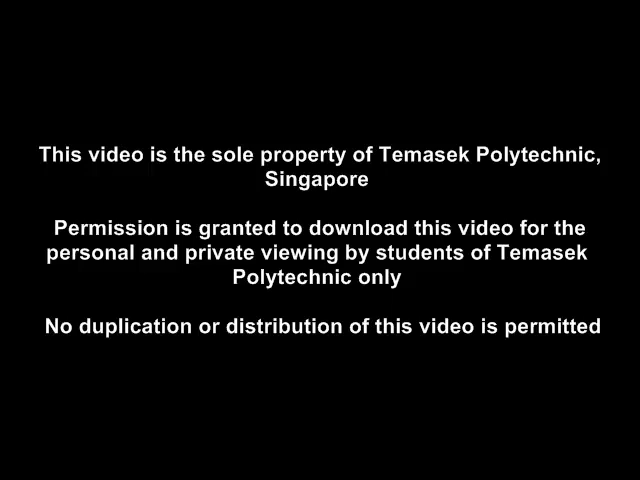 This video is the sole property of Temasek Polytechnic,
Singapore
Permission is granted to download this video for the
personal and private viewing by students of Temasek
Polytechnic only
No duplication or distribution of this video is permitted